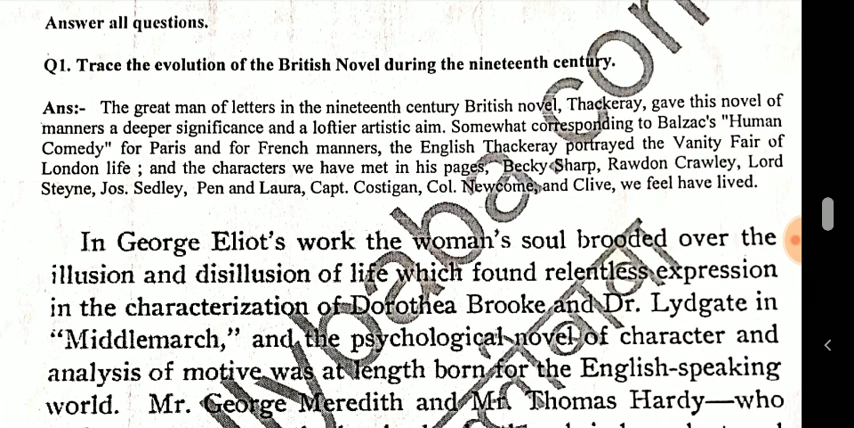 Answer all questions.
Q1. Trace the evolution of the British Novel during the nineteenth century.
Ans:- The great man of letters in the nineteenth century British novel, Thackeray, gave this novel of
manners a deeper significance and a loftier artistic aim. Somewhat corresponding to Balzac's "Human
Comedy" for Paris and for French manners, the English Thackeray portrayed the Vanity Fair of
London life ; and the characters we have met in his pages, Becky Sharp, Rawdon Crawley, Lord
Steyne, Jos. Sedley, Pen and Laura, Capt. Costigan, Col. Newcome, and Clive, we feel have lived.
In George Eliot's work the woman's soul brooded over the
illusion and disillusion of life which found relentless expression
in the characterization of Dorothea Brooke and Dr. Lydgate in
"Middlemarch," and the psychological novel of character and
analysis of motive was at length born for the English-speaking
world. Mr. George Meredith and Mr. Thomas Hardy—who